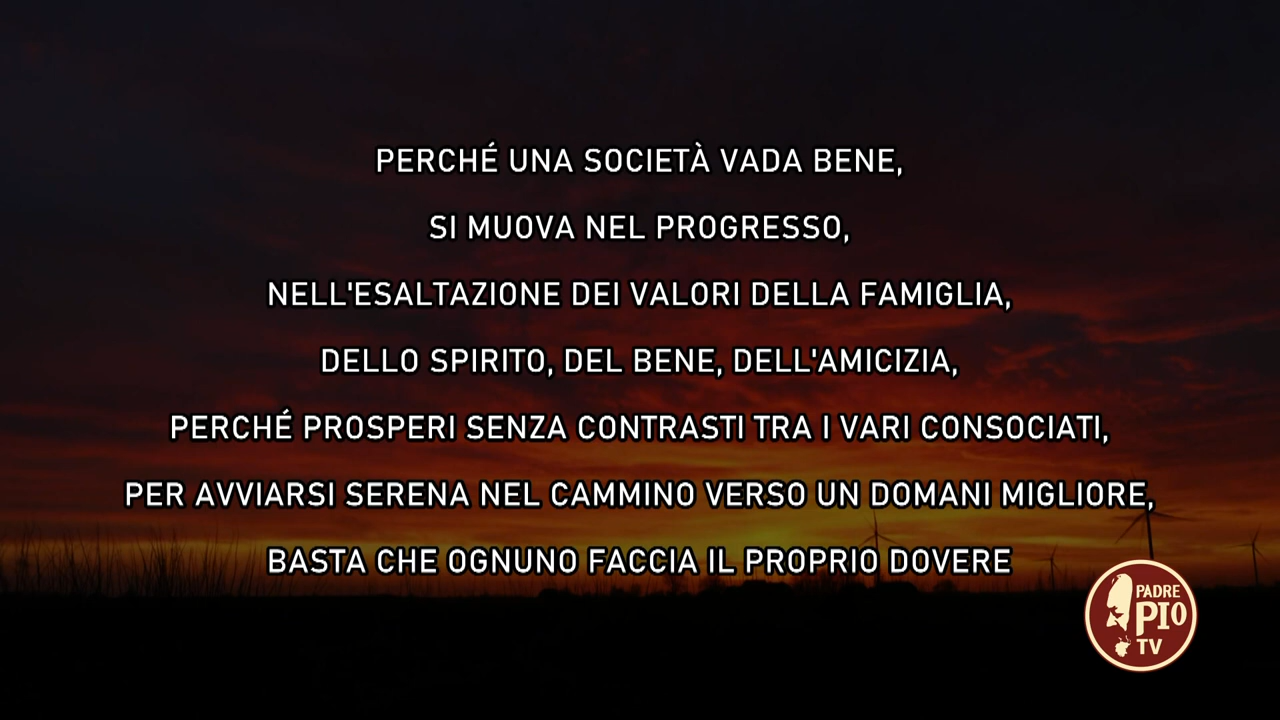 PERCHÉ UNA SOCIETÀ VADA BENE,
SI MUOVA NEL PROGRESSO,
NELL'ESALTAZIONE DEI VALORI DELLA FAMIGLIA,
DELLO SPIRITO, DEL BENE, DELL'AMICIZIA,
PERCHÉ PROSPERI SENZA CONTRASTI TRA I VARI CONSOCIATI,
PER AVVIARSI SERENA NEL CAMMINO VERSO UN DOMANI MIGLIORE,
BASTA CHE OGNUNO FACCIA IL PROPRIO DOVERE
PADRE
PIO
TV